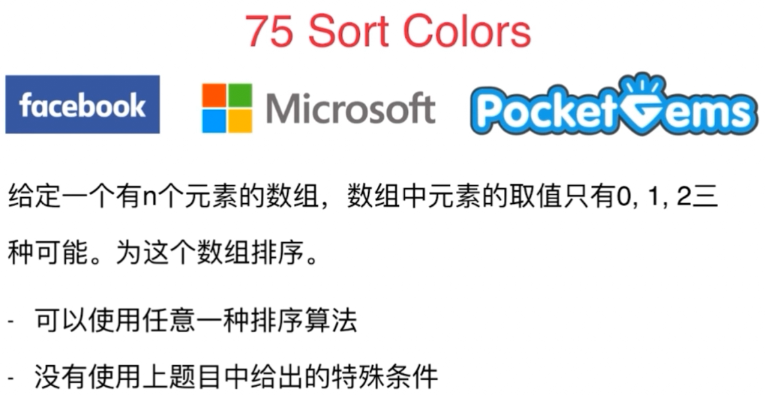 75 Sort Colors
facebook Microsoft PocketGems
给定一个有n个元素的数组，数组中元素的取值只有0, 1, 2三
种可能。为这个数组排序。
- 可以使用任意一种排序算法
- 没有使用上题目中给出的特殊条件